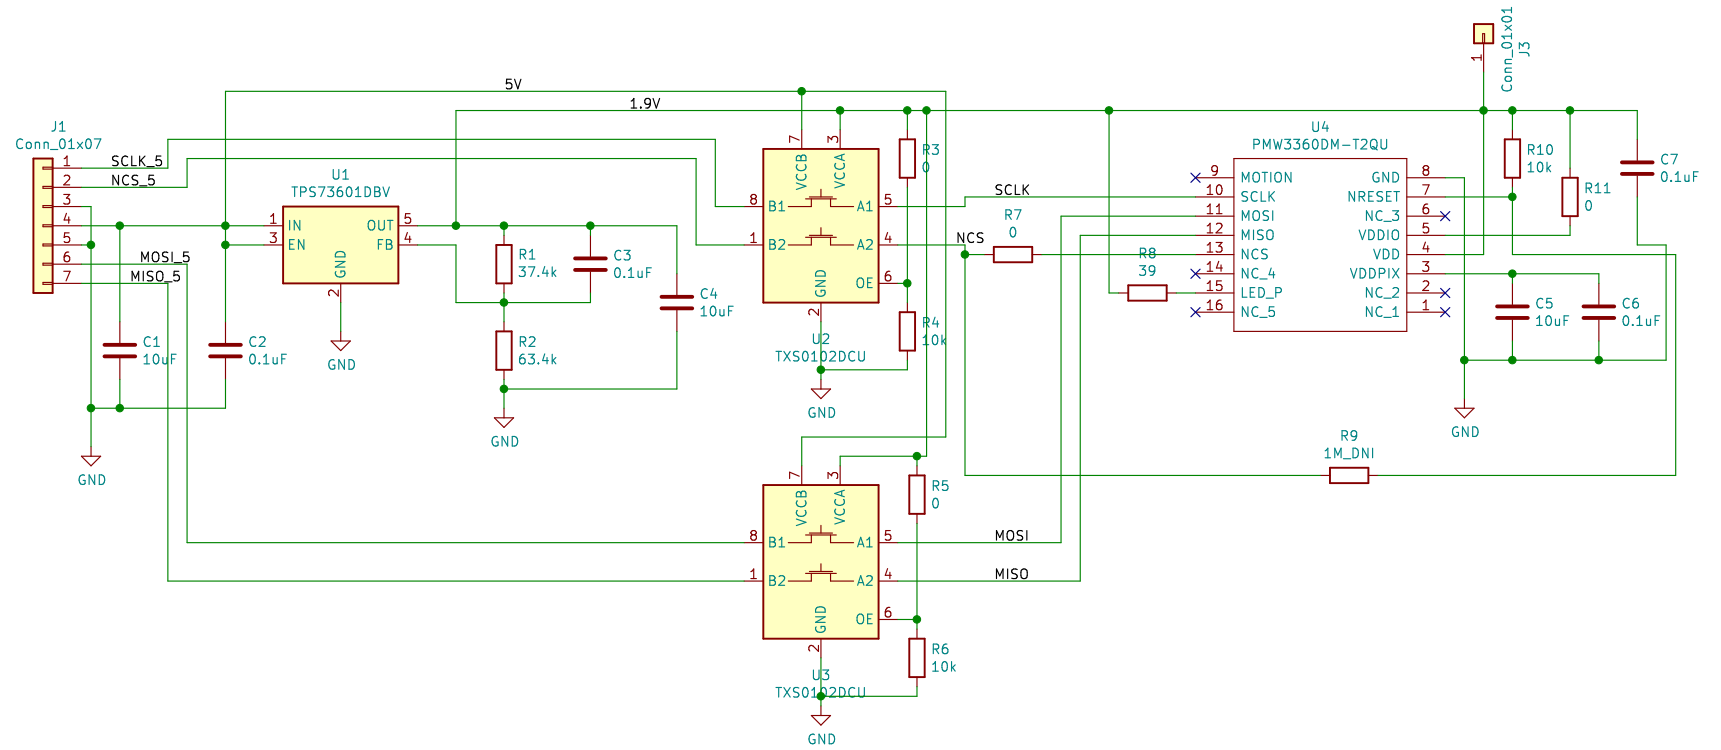 J1
Conn_01x07
1
2
3
4
5
6
7
SCLK_5
NCS_5
MOSI_5
MISO_5
C1
10uF
C2
0.1uF
GND
5V
1.9V
U1
TPS73601DBV
1
3
IN
EN
OUT
FB
5
4
GND
2
GND
R1
37.4k
R2
63.4k
C3
0.1uF
C4
10uF
GND
7
3
VCCB
VCCA
8
B1
A1
5
1
B2
A2
4
OE
6
GND
2
U2
TXS0102DCU
GND
R3
0
R4
10k
7
3
VCCB
VCCA
8
B1
A1
5
1
B2
A2
4
OE
6
GND
2
U3
TXS0102DCU
GND
R5
0
R6
10k
SCLK
NCS
MOSI
MISO
R7
0
R8
39
U4
PMW3360DM-T2QU
9
MOTION
10
SCLK
11
MOSI
12
MISO
13
NCS
14
NC_4
15
LED_P
16
NC_5
GND
8
NRESET
7
NC_3
6
VDDIO
5
VDD
4
VDDPIX
3
NC_2
2
NC_1
1
Conn_01x01
J3
1
R10
10k
R11
0
C7
0.1uF
C5
10uF
C6
0.1uF
GND
R9
1M_DNI